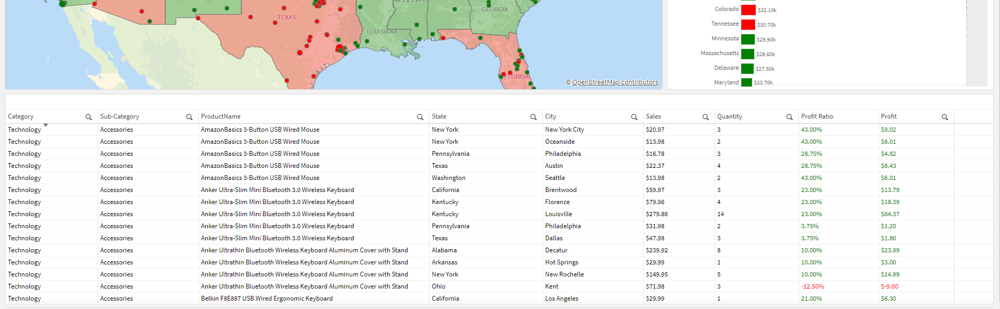 MISSISSIPPI
GEORGIA
TEXAS
LOUISIANA
FLORIDA
© OpenStreetMap contributors
Colorado $32.10k
Tennessee $30.70k
Minnesota $29.90k
Massachusetts $28.60k
Delaware $27.50k
Maryland $23.70k
Category Sub-Category ProductName State City Sales Quantity Profit Ratio Profit
Technology Accessories AmazonBasics 3-Button USB Wired Mouse New York New York City $20.97 3 43.00% $9.02
Technology Accessories AmazonBasics 3-Button USB Wired Mouse New York Oceanside $13.98 2 43.00% $6.01
Technology Accessories AmazonBasics 3-Button USB Wired Mouse Pennsylvania Philadelphia $16.78 3 28.75% $4.82
Technology Accessories AmazonBasics 3-Button USB Wired Mouse Texas Austin $22.37 4 28.75% $6.43
Technology Accessories AmazonBasics 3-Button USB Wired Mouse Washington Seattle $13.98 2 43.00% $6.01
Technology Accessories Anker Ultra-Slim Mini Bluetooth 3.0 Wireless Keyboard California Brentwood $59.97 3 23.00% $13.79
Technology Accessories Anker Ultra-Slim Mini Bluetooth 3.0 Wireless Keyboard Kentucky Florence $79.96 4 23.00% $18.39
Technology Accessories Anker Ultra-Slim Mini Bluetooth 3.0 Wireless Keyboard Kentucky Louisville $279.86 14 23.00% $64.37
Technology Accessories Anker Ultra-Slim Mini Bluetooth 3.0 Wireless Keyboard Pennsylvania Philadelphia $31.98 2 3.75% $1.20
Technology Accessories Anker Ultra-Slim Mini Bluetooth 3.0 Wireless Keyboard Texas Dallas $47.98 3 3.75% $1.80
Technology Accessories Anker Ultrathin Bluetooth Wireless Keyboard Aluminum Cover with Stand Alabama Decatur $239.92 8 10.00% $23.99
Technology Accessories Anker Ultrathin Bluetooth Wireless Keyboard Aluminum Cover with Stand Arkansas Hot Springs $29.99 1 10.00% $3.00
Technology Accessories Anker Ultrathin Bluetooth Wireless Keyboard Aluminum Cover with Stand New York New Rochelle $149.95 5 10.00% $14.99
Technology Accessories Anker Ultrathin Bluetooth Wireless Keyboard Aluminum Cover with Stand Ohio Kent $71.98 3 -12.50% $-9.00
Technology Accessories Belkin F8E887 USB Wired Ergonomic Keyboard California Los Angeles $29.99 1 21.00% $6.30